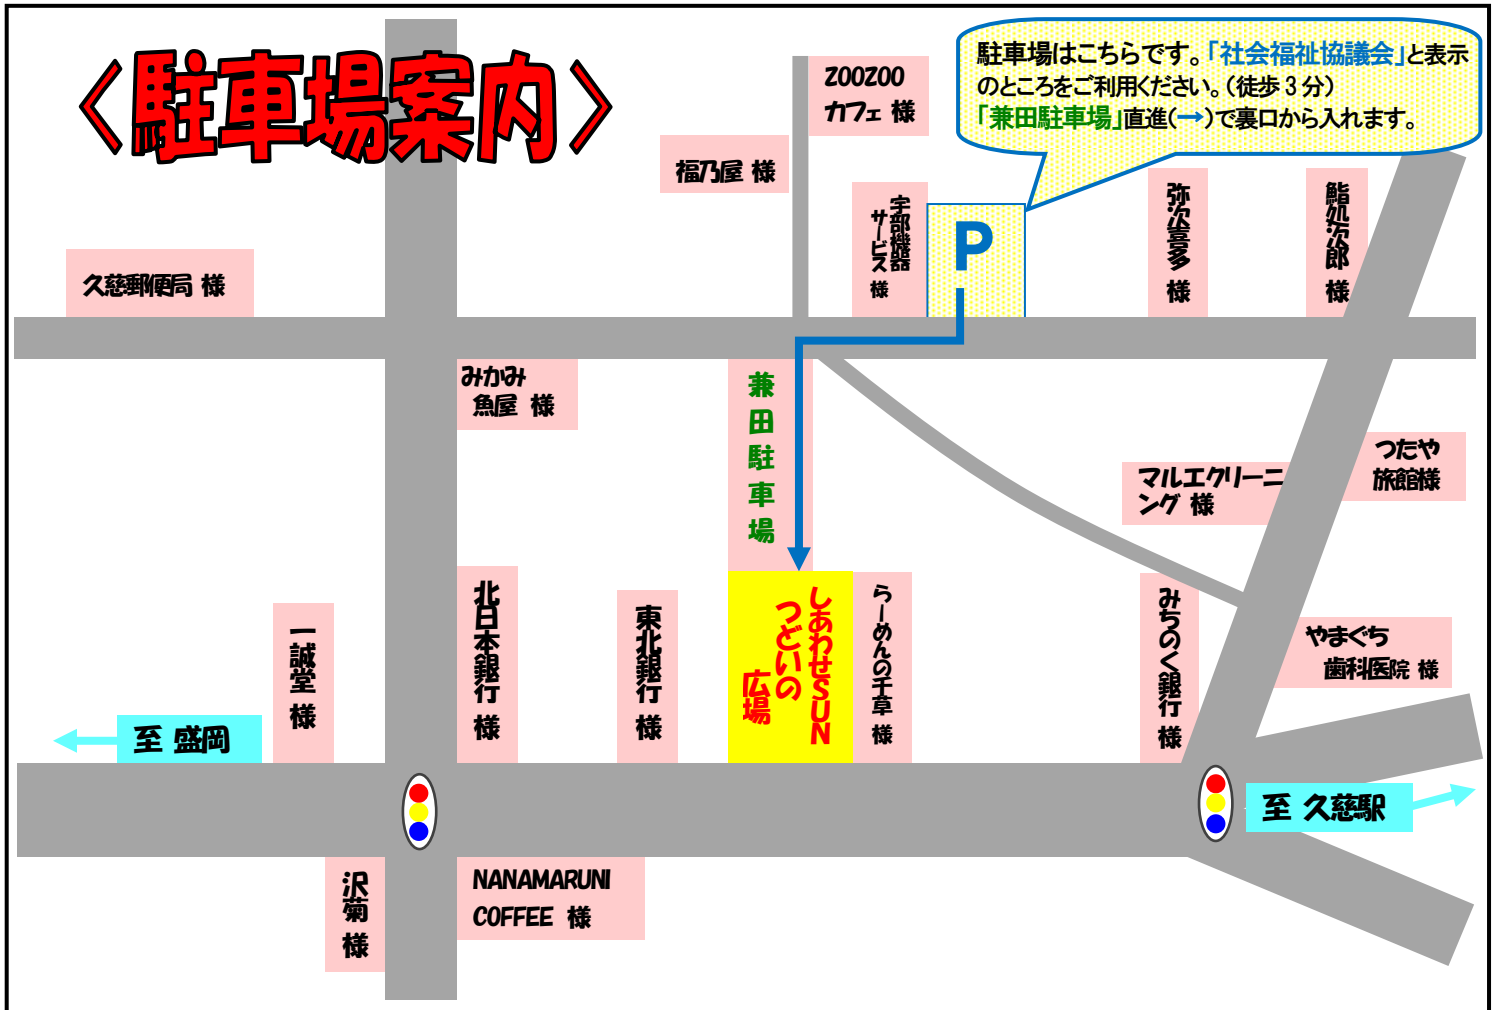 〈駐車場案内〉
駐車場はこちらです。「社会福祉協議会」と表示
のところをご利用ください。（徒歩３分）
「兼田駐車場」直進(→)で裏口から入れます。
ZOOZOO
カフェ 様
福乃屋 様
宇部機器
サービス 様
P
弥次喜多 様
鮨処次郎 様
久慈郵便局 様
みかみ
魚屋 様
兼田駐車場
つたや
旅館様
マルエクリーニ
ング 様
一誠堂 様
北日本銀行 様
東北銀行 様
しあわせSUN
つどいの
広場
らーめんの千草 様
みちのく銀行 様
やまぐち
歯科医院 様
至 盛岡
至 久慈駅
沢菊 様
NANAMARUNI
COFFEE 様